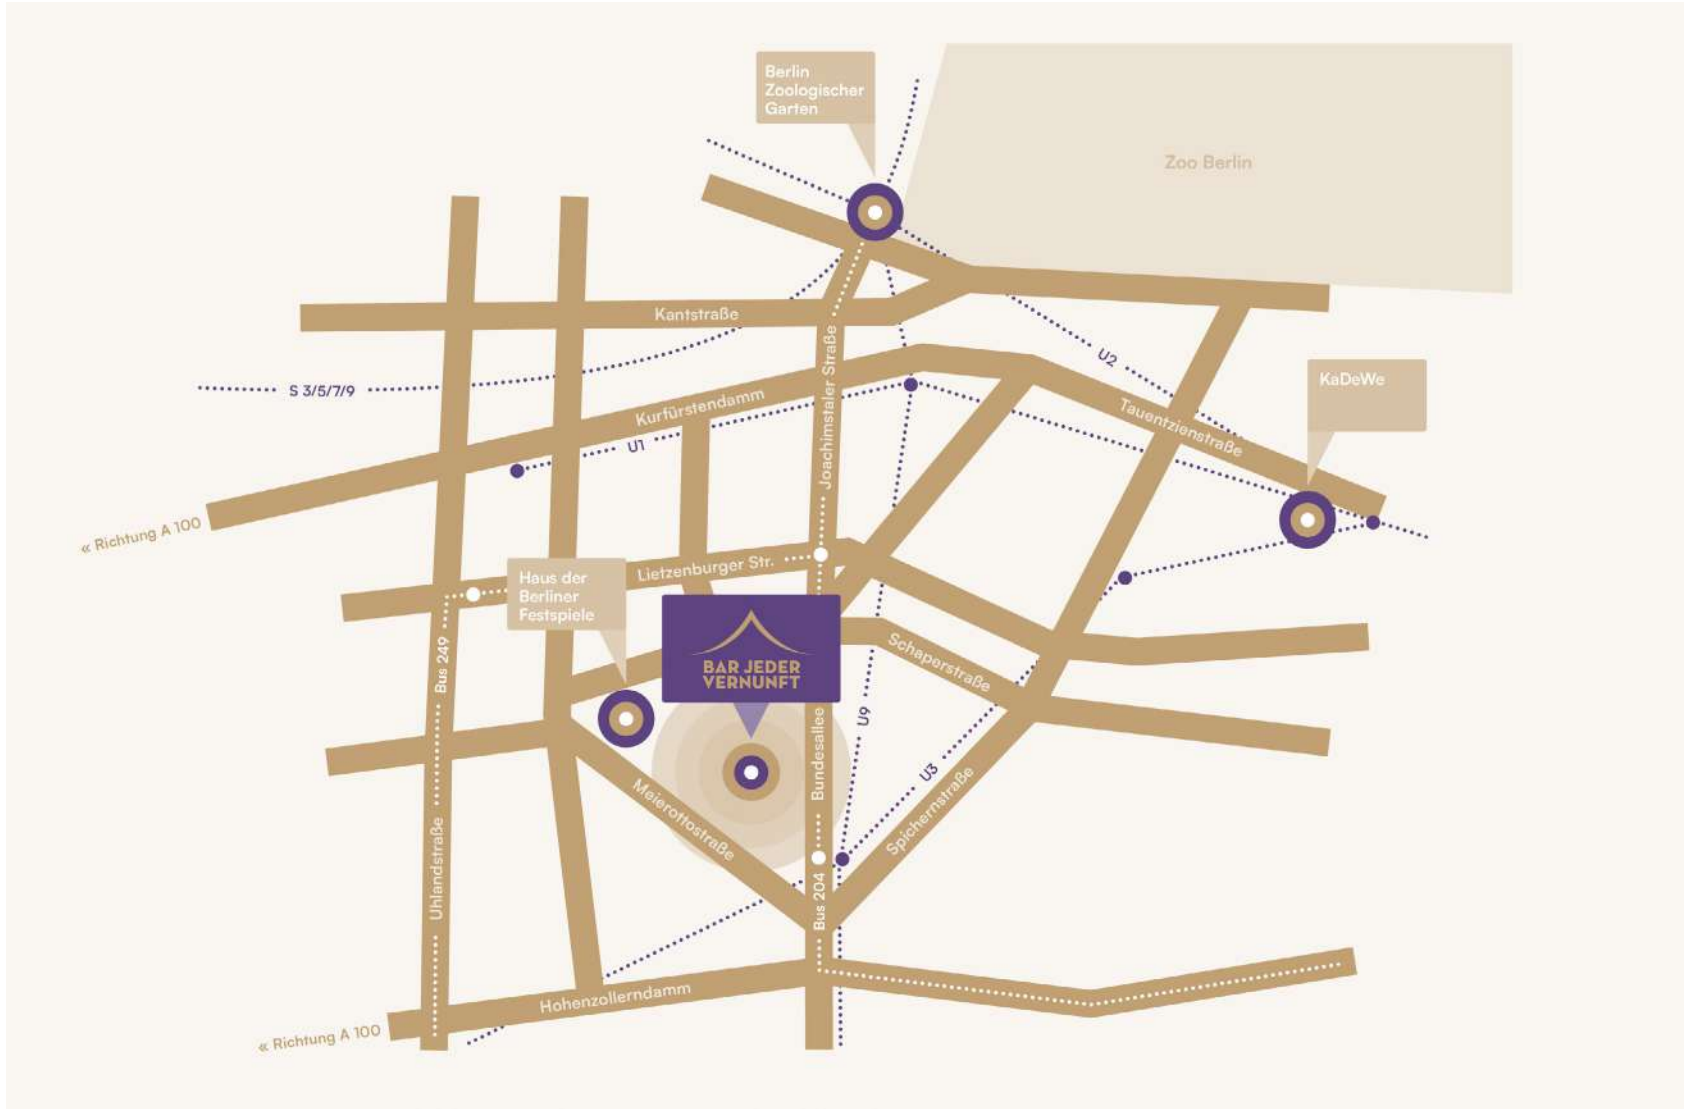 Berlin
Zoologischer
Garten
Zoo Berlin
Kantstraße
Joachimstaler Straße
U2
KaDeWe
S 3/5/7/9
Kurfürstendamm
Tauentzienstraße
U1
« Richtung A 100
Lietzenburger Str.
Haus der
Berliner
Festspiele
Bus 249
BAR JEDER
VERNUNFT
Schaperstraße
U9
Bundesallee
U3
Meierottostraße
Spichernstraße
Uhlandstraße
Bus 204
Hohenzollerndamm
« Richtung A 100